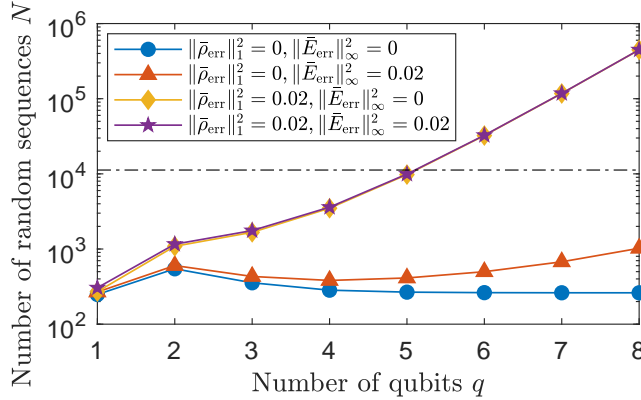 10^6
10^5
10^4
10^3
10^2
Number of random sequences N
‖ρ̄_err‖_1^2 = 0, ‖Ē_err‖_∞^2 = 0
‖ρ̄_err‖_1^2 = 0, ‖Ē_err‖_∞^2 = 0.02
‖ρ̄_err‖_1^2 = 0.02, ‖Ē_err‖_∞^2 = 0
‖ρ̄_err‖_1^2 = 0.02, ‖Ē_err‖_∞^2 = 0.02
1 2 3 4 5 6 7 8
Number of qubits q